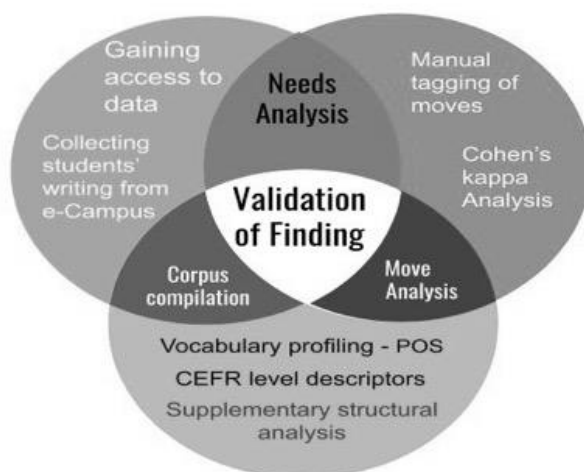 Gaining
access to
data
Collecting
students'
writing from
e-Campus
Needs
Analysis
Manual
tagging of
moves
Cohen's
kappa
Analysis
Validation
of Finding
Corpus
compilation
Move
Analysis
Vocabulary profiling - POS
CEFR level descriptors
Supplementary structural
analysis